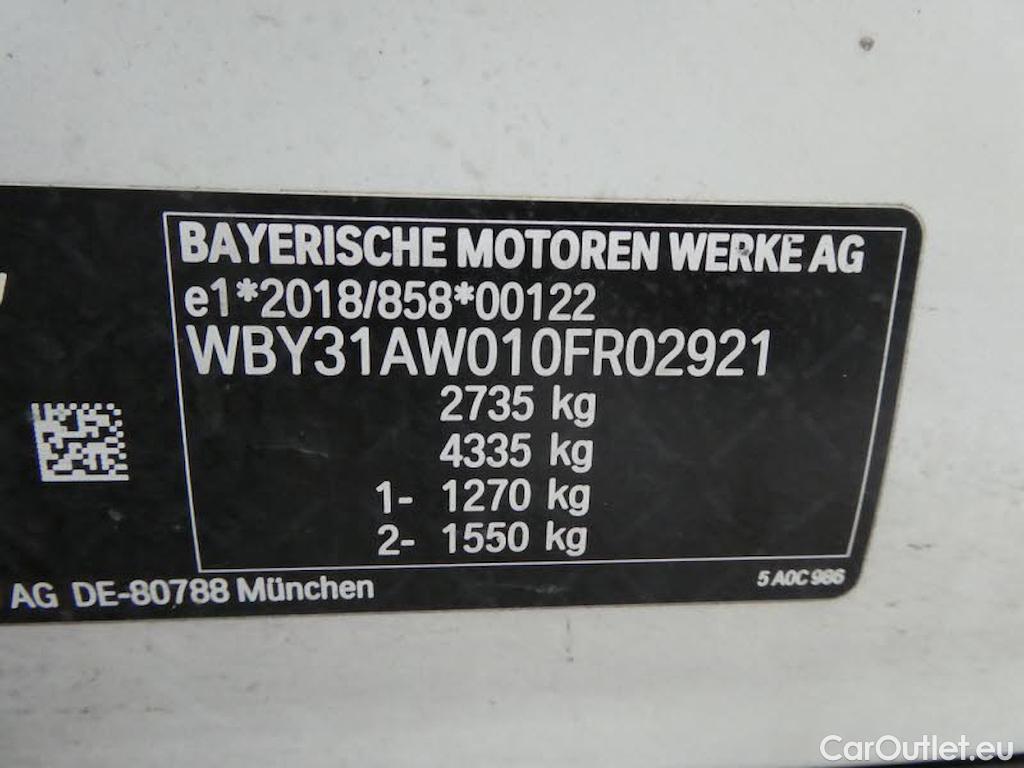 BAYERISCHE MOTOREN WERKE AG
e1*2018/858*00122
WBY31AW010FR02921
2735 kg
4335 kg
1- 1270 kg
2- 1550 kg
AG DE-80788 München
5 A0C 986
CarOutlet.eu